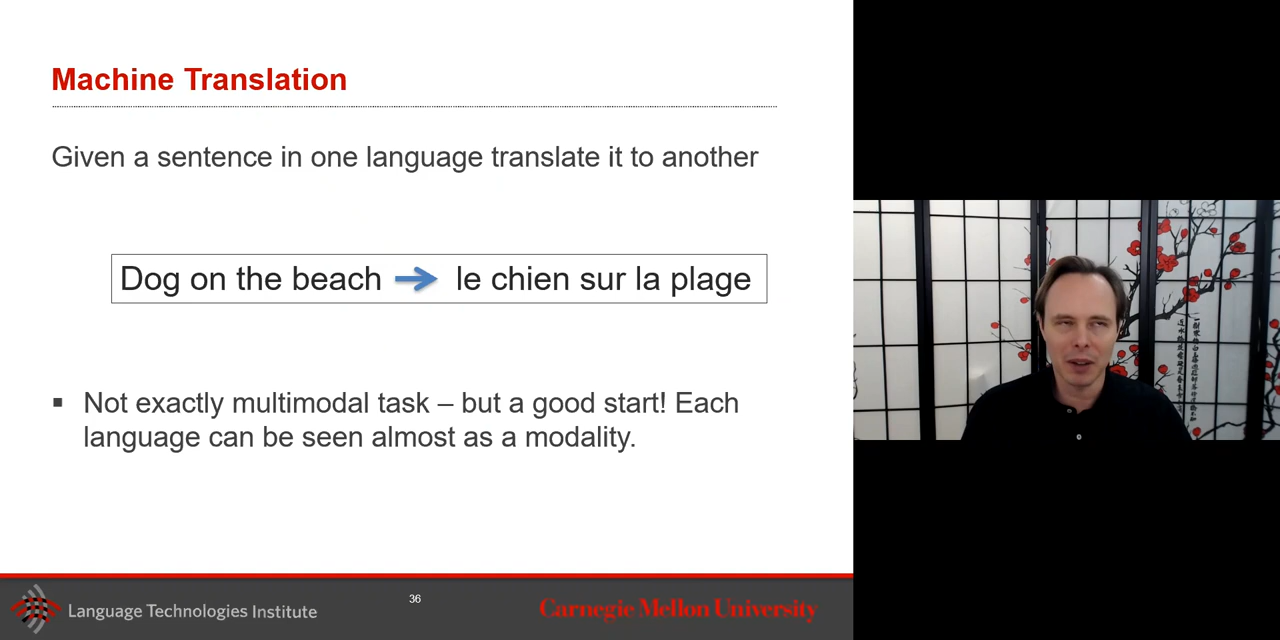 Machine Translation
Given a sentence in one language translate it to another
Dog on the beach le chien sur la plage
Not exactly multimodal task – but a good start! Each
language can be seen almost as a modality.
36
Language Technologies Institute
Carnegie Mellon University